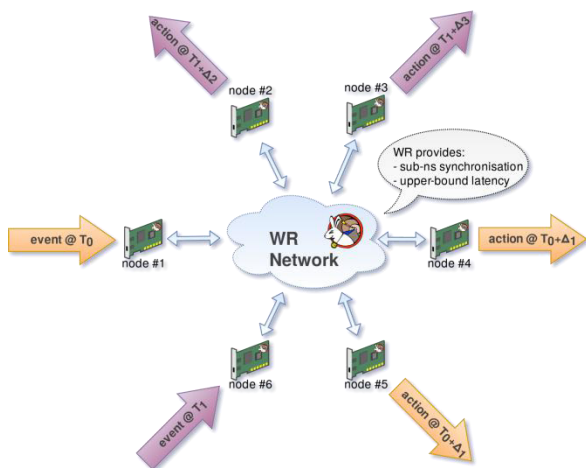 action @ T₁+Δ2
action @ T₁+Δ3
node #2
node #3
WR provides:
- sub-ns synchronisation
- upper-bound latency
event @ T₀
node #1
WR
Network
node #4
action @ T₀+Δ₁
node #6
node #5
event @ T₁
action @ T₀+Δ1